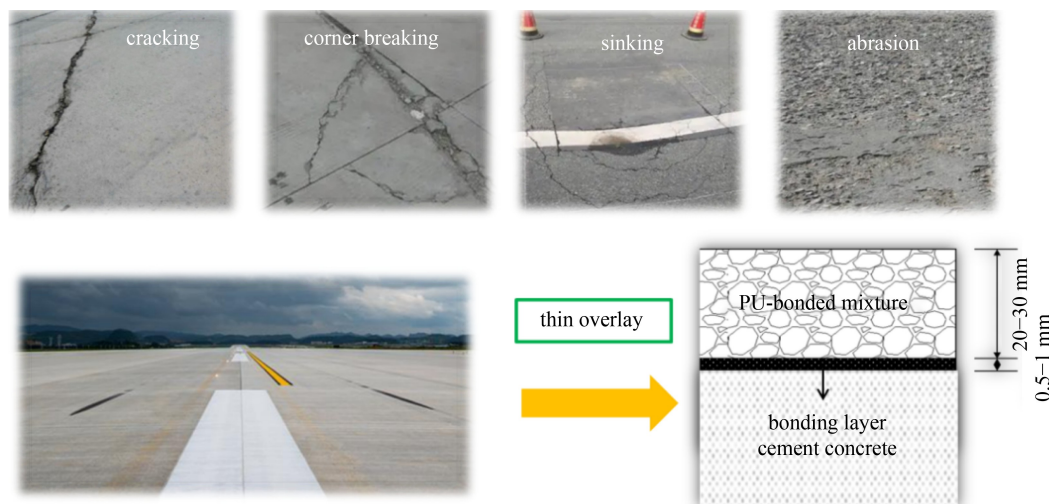 cracking
corner breaking
sinking
abrasion
thin overlay
PU-bonded mixture
20−30 mm
0.5−1 mm
bonding layer
cement concrete